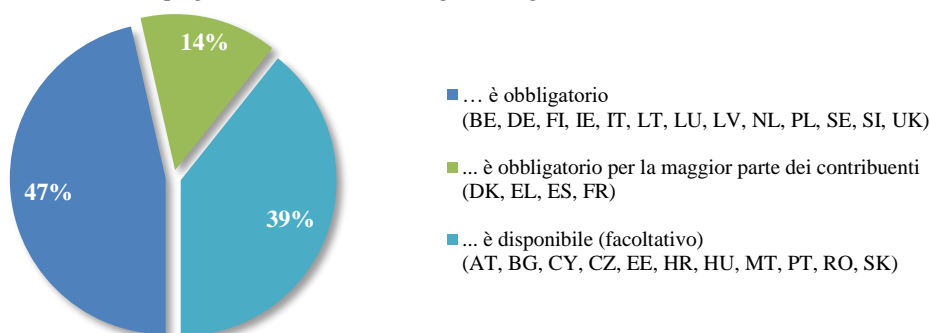 14%
47%
39%
… è obbligatorio
(BE, DE, FI, IE, IT, LT, LU, LV, NL, PL, SE, SI, UK)
... è obbligatorio per la maggior parte dei contribuenti
(DK, EL, ES, FR)
... è disponibile (facoltativo)
(AT, BG, CY, CZ, EE, HR, HU, MT, PT, RO, SK)